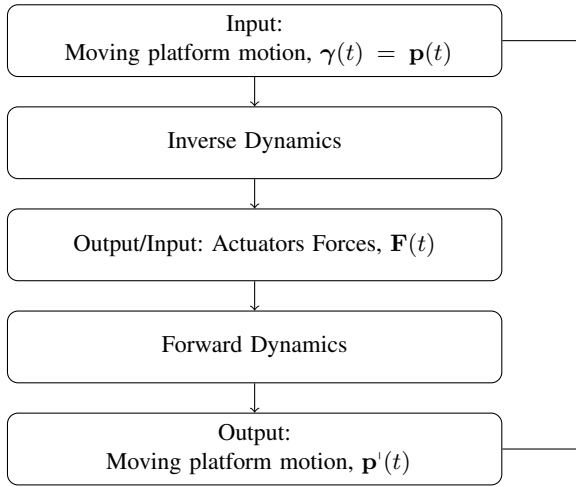 Input:
Moving platform motion, 𝜸(t) = 𝐩(t)
Inverse Dynamics
Output/Input: Actuators Forces, 𝐅(t)
Forward Dynamics
Output:
Moving platform motion, 𝐩'(t)